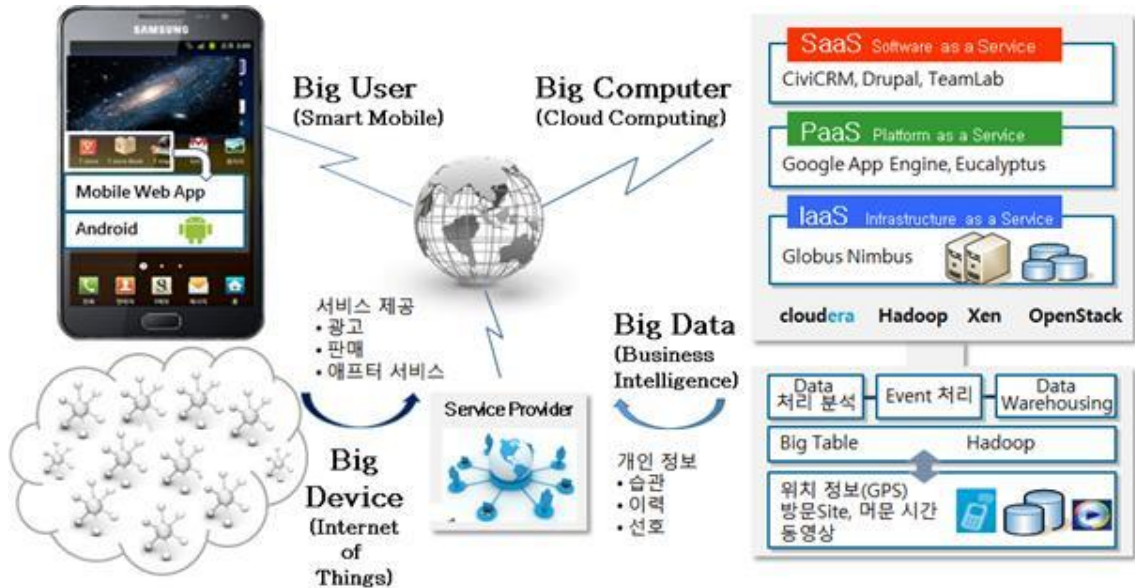 SAMSUNG
Mobile Web App
Android
Big User
(Smart Mobile)
Big Computer
(Cloud Computing)
SaaS Software as a Service
CiviCRM, Drupal, TeamLab
PaaS Platform as a Service
Google App Engine, Eucalyptus
IaaS Infrastructure as a Service
Globus Nimbus
cloudera Hadoop Xen OpenStack
서비스 제공
• 광고
• 판매
• 애프터 서비스
Big Data
(Business
Intelligence)
Service Provider
Big
Device
(Internet
of
Things)
개인 정보
• 습관
• 이력
• 선호
Data
처리 분석
Event 처리
Data
Warehousing
Big Table Hadoop
위치 정보(GPS)
방문Site, 머문 시간
동영상